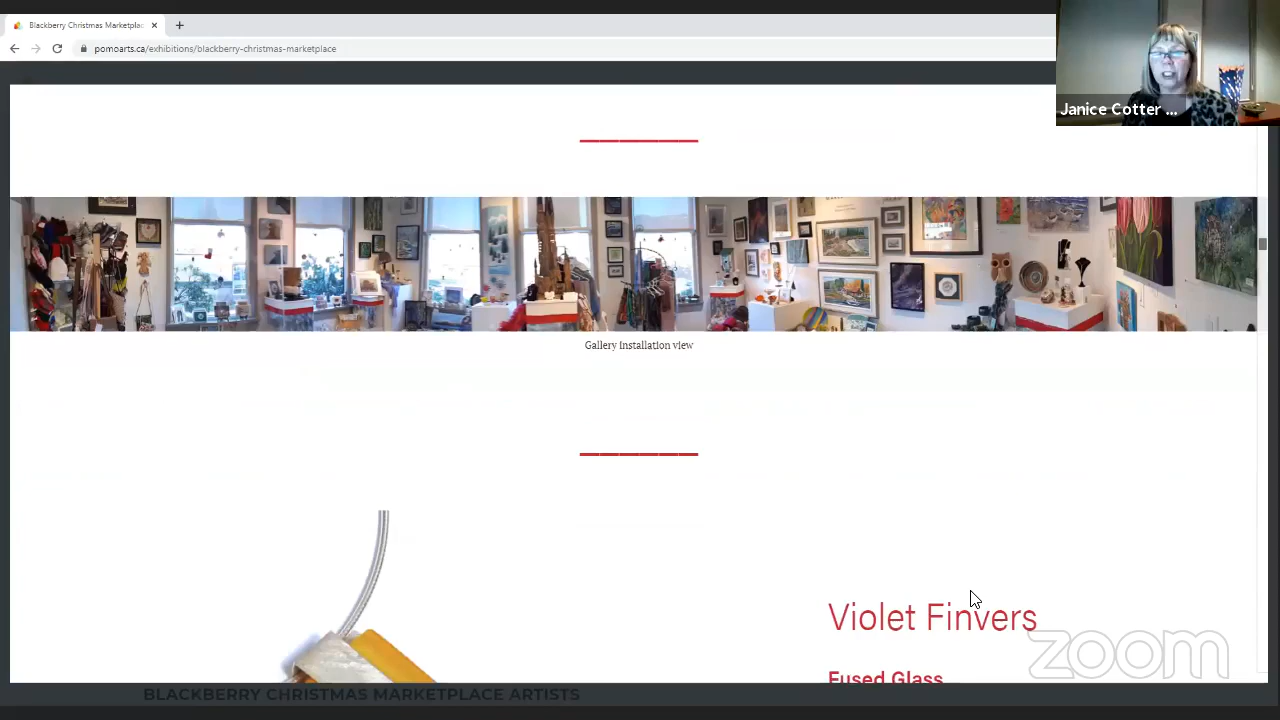 Blackberry Christmas Marketplac
pomoarts.ca/exhibitions/blackberry-christmas-marketplace
Janice Cotter ...
Gallery installation view
Violet Finvers
Fused Glass
zoom
BLACKBERRY CHRISTMAS MARKETPLACE ARTISTS